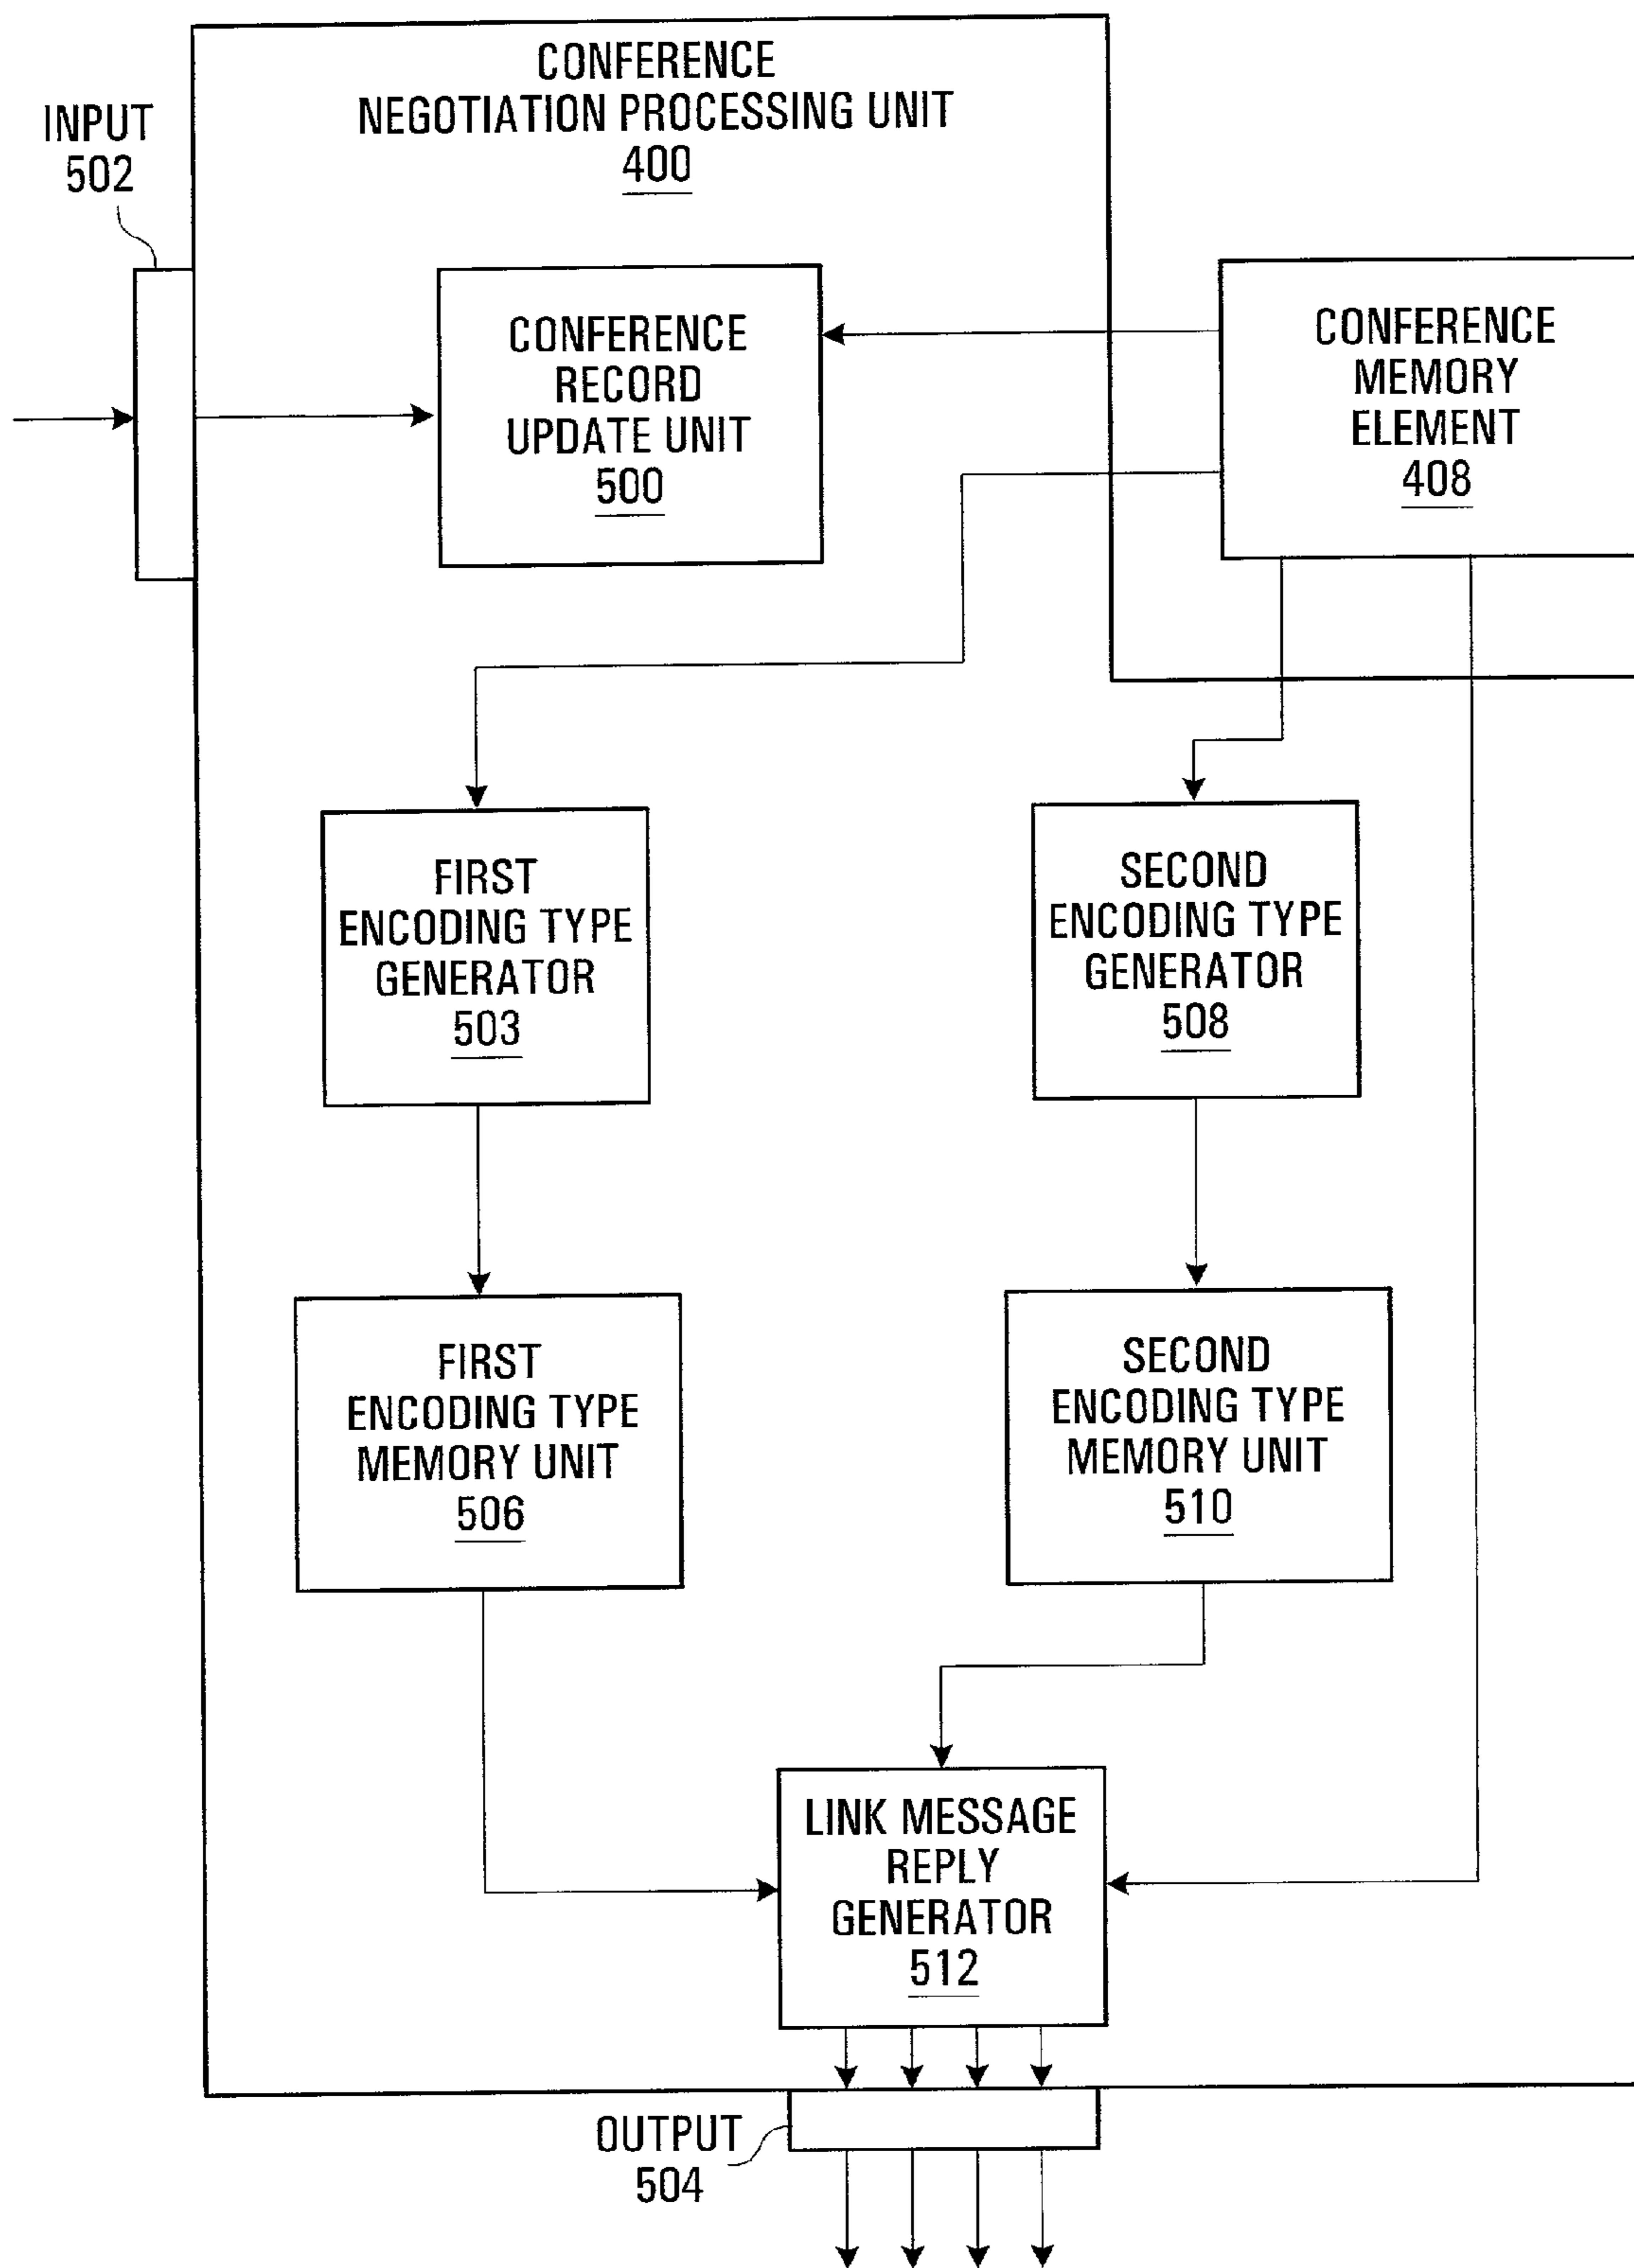 CONFERENCE
NEGOTIATION PROCESSING UNIT
400
INPUT
502
CONFERENCE
RECORD
UPDATE UNIT
500
CONFERENCE
MEMORY
ELEMENT
408
FIRST
ENCODING TYPE
GENERATOR
503
SECOND
ENCODING TYPE
GENERATOR
508
FIRST
ENCODING TYPE
MEMORY UNIT
506
SECOND
ENCODING TYPE
MEMORY UNIT
510
LINK MESSAGE
REPLY
GENERATOR
512
OUTPUT
504